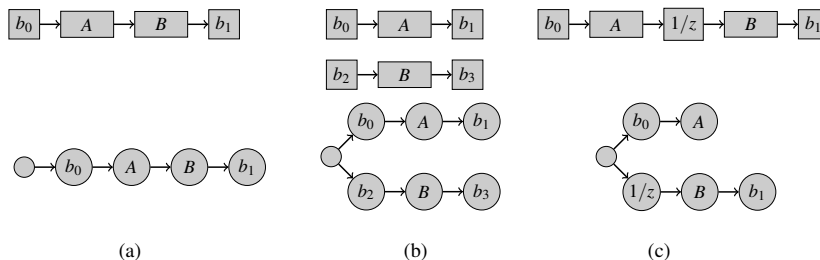 b₀ A B b₁
b₀ A b₁
b₀ A 1/z B b₁
b₂ B b₃
b₀ A b₁
b₀ A
b₀ A B b₁
b₂ B b₃
1/z B b₁
(a) (b) (c)